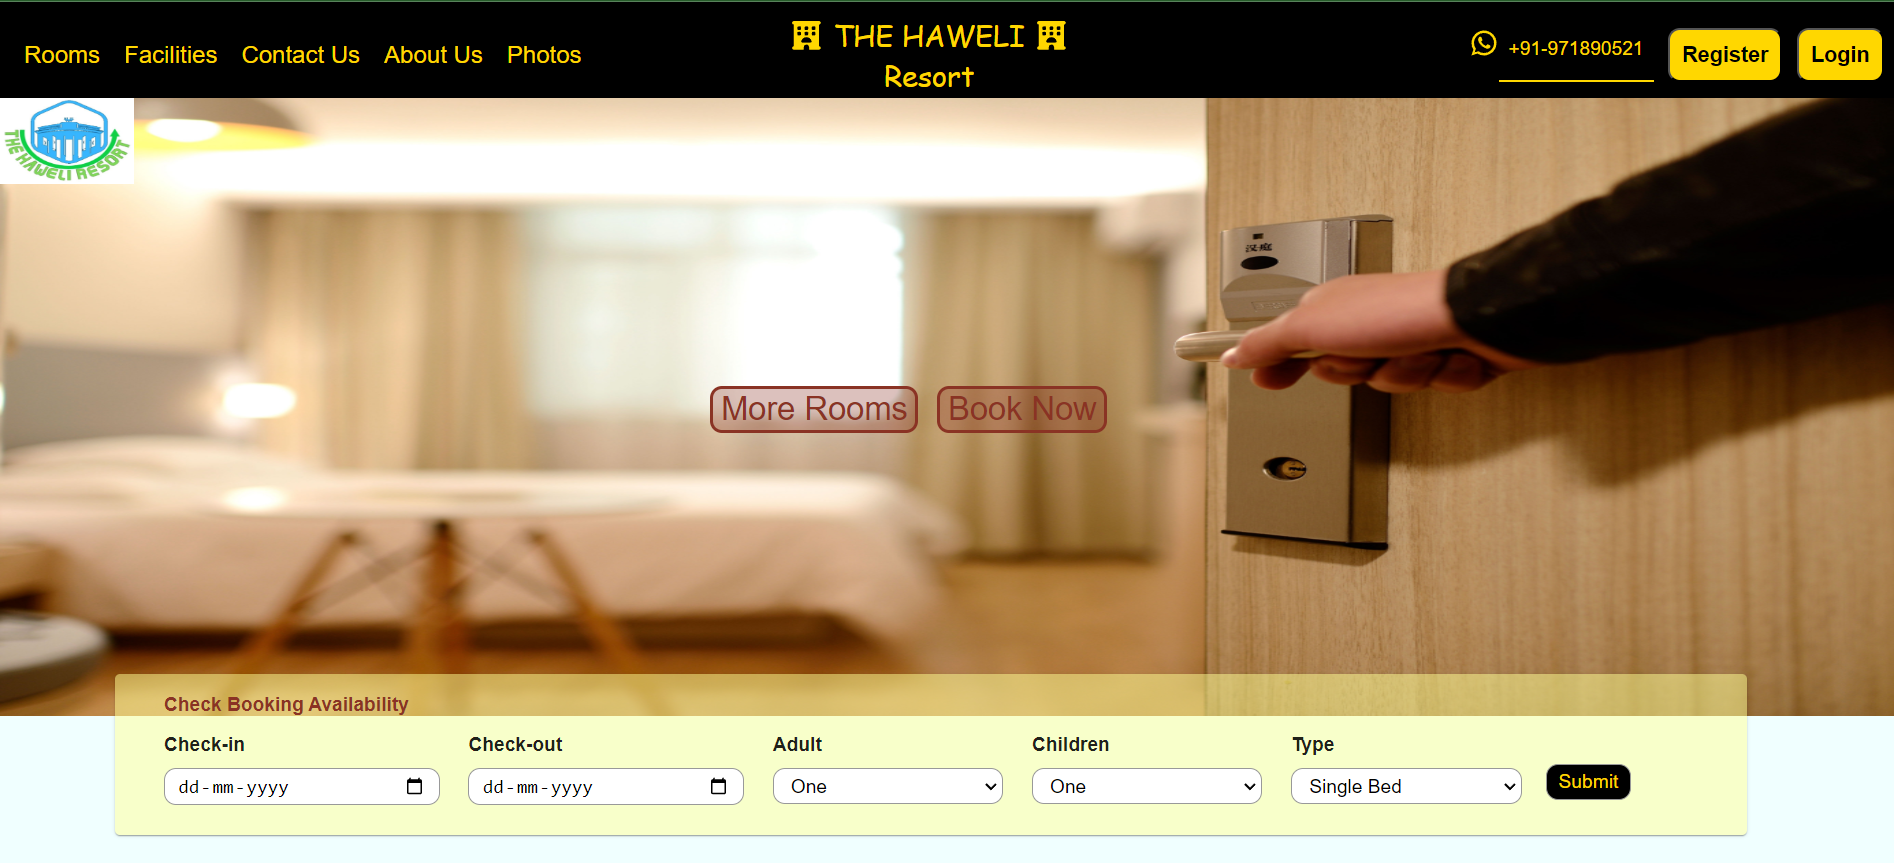 Rooms Facilities Contact Us About Us Photos
THE HAWELI
Resort
+91-971890521
Register
Login
THE HAWELI RESORT
汉庭
More Rooms
Book Now
Check Booking Availability
Check-in Check-out Adult Children Type
dd-mm-yyyy dd-mm-yyyy One One Single Bed Submit